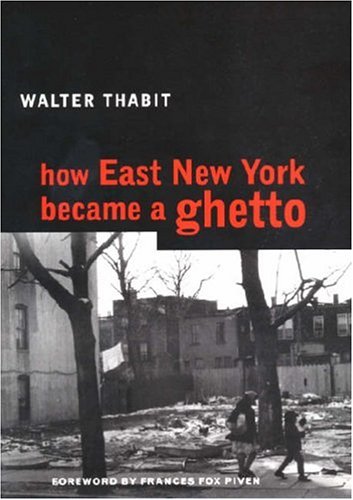 WALTER THABIT
how East New York
became a ghetto
FOREWORD BY FRANCES FOX PIVEN